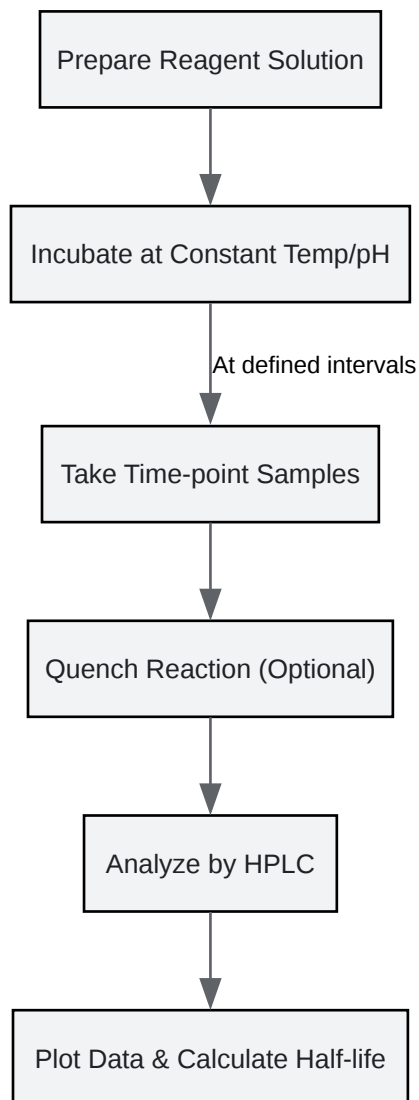 Prepare Reagent Solution
Incubate at Constant Temp/pH
At defined intervals
Take Time-point Samples
Quench Reaction (Optional)
Analyze by HPLC
Plot Data & Calculate Half-life